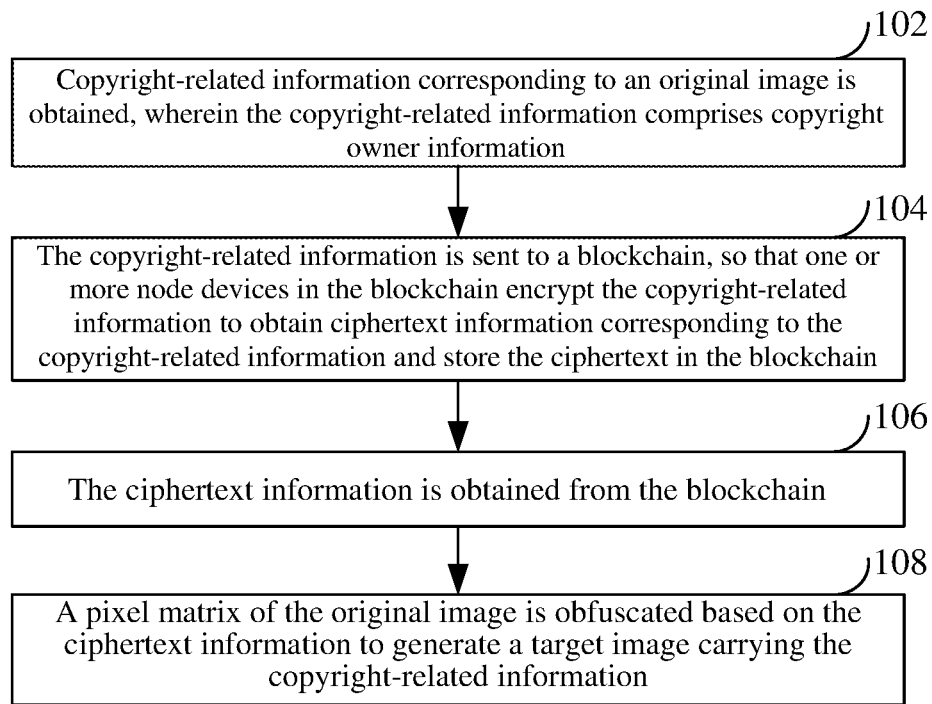 102
Copyright-related information corresponding to an original image is
obtained, wherein the copyright-related information comprises copyright
owner information
104
The copyright-related information is sent to a blockchain, so that one or
more node devices in the blockchain encrypt the copyright-related
information to obtain ciphertext information corresponding to the
copyright-related information and store the ciphertext in the blockchain
106
The ciphertext information is obtained from the blockchain
108
A pixel matrix of the original image is obfuscated based on the
ciphertext information to generate a target image carrying the
copyright-related information